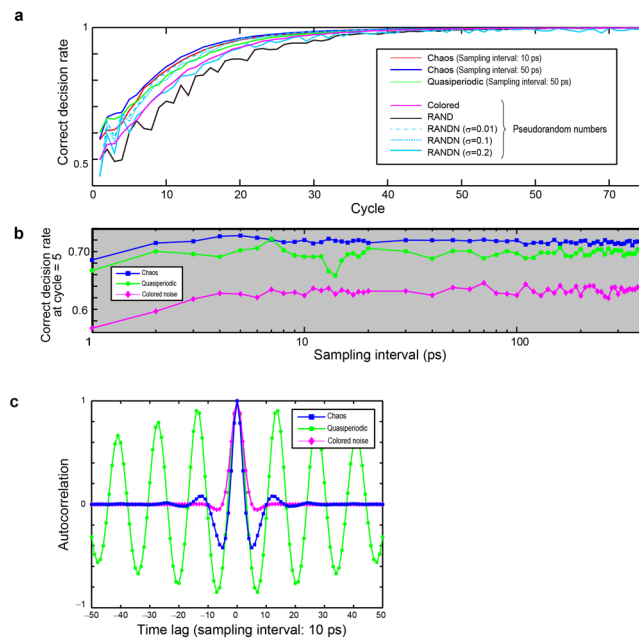 a
Correct decision rate
1
0.5
0
10
20
30
40
50
60
70
Cycle
Chaos (Sampling interval: 10 ps)
Chaos (Sampling interval: 50 ps)
Quasiperiodic (Sampling interval: 50 ps)
Colored
RAND
RANDN (σ=0.01)
RANDN (σ=0.1)
RANDN (σ=0.2)
Pseudorandom numbers
b
Correct decision rate
at cycle = 5
0.70
0.6
Chaos
Quasiperiodic
Colored noise
1
10
100
Sampling interval (ps)
c
Autocorrelation
1
0
−1
Chaos
Quasiperiodic
Colored noise
−50
−40
−30
−20
−10
0
10
20
30
40
50
Time lag (sampling interval: 10 ps)